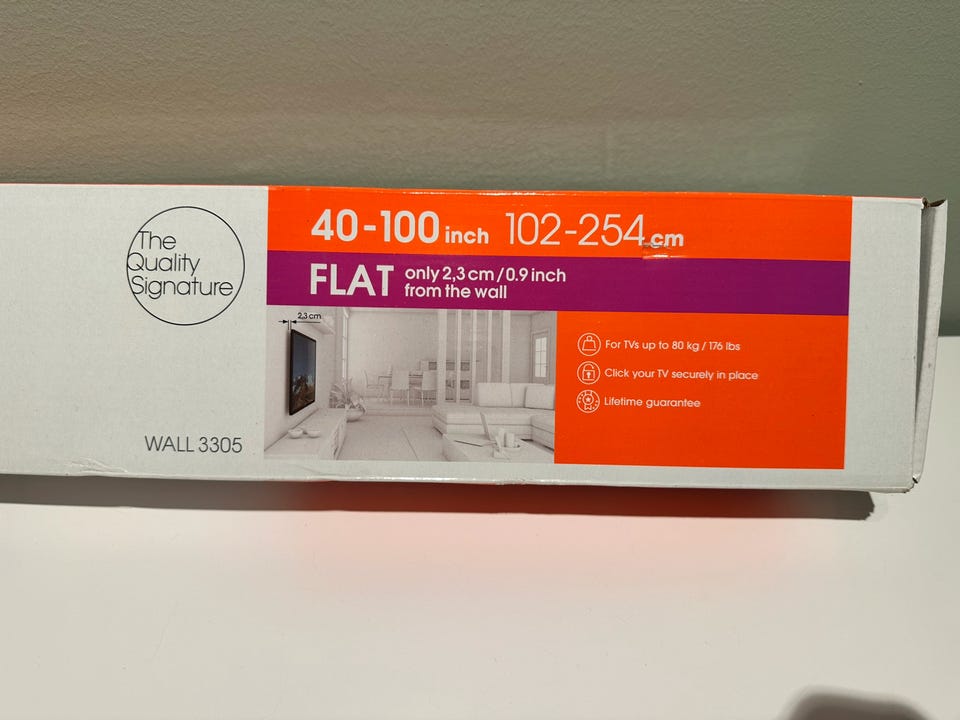 The
Quality
Signature
40-100 inch 102-254 cm
FLAT only 2,3 cm / 0.9 inch
from the wall
2,3 cm
For TVs up to 80 kg / 176 lbs
Click your TV securely in place
Lifetime guarantee
WALL 3305